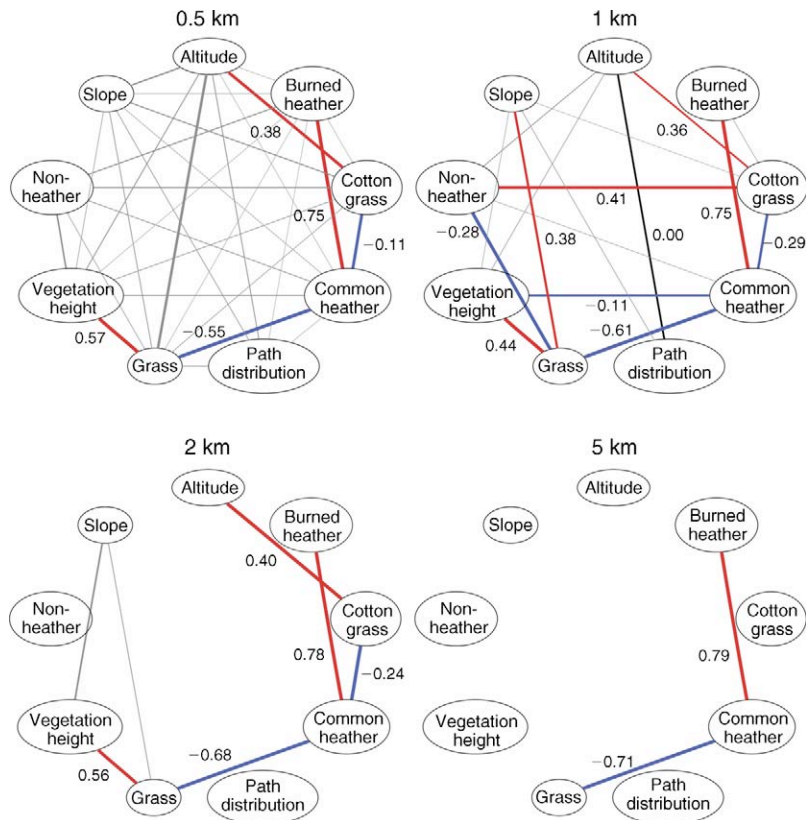 0.5 km
Altitude
Slope
Burned
heather
0.38
Non-
heather
Cotton
grass
0.75
−0.11
Vegetation
height
Common
heather
0.57
−0.55
Grass
Path
distribution
1 km
Altitude
Slope
Burned
heather
0.36
Non-
heather
Cotton
grass
0.41
0.75
−0.28
0.38
0.00
−0.29
Vegetation
height
Common
heather
−0.11
−0.61
0.44
Grass
Path
distribution
2 km
Altitude
Slope
Burned
heather
0.40
Non-
heather
Cotton
grass
0.78
−0.24
Vegetation
height
Common
heather
−0.68
0.56
Grass
Path
distribution
5 km
Altitude
Slope
Burned
heather
Non-
heather
Cotton
grass
0.79
Vegetation
height
Common
heather
−0.71
Grass
Path
distribution